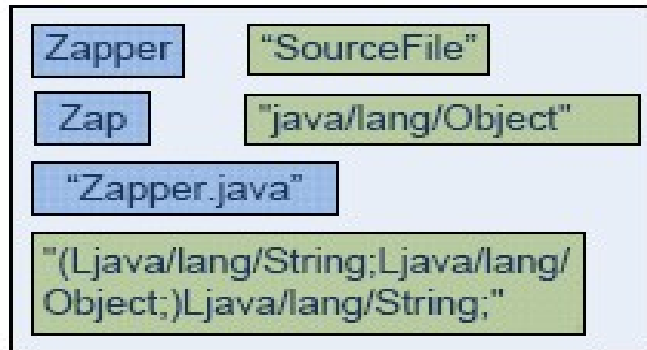 Zapper “SourceFile”
Zap "java/lang/Object"
“Zapper.java”
"(Ljava/lang/String;Ljava/lang/
Object;)Ljava/lang/String;"